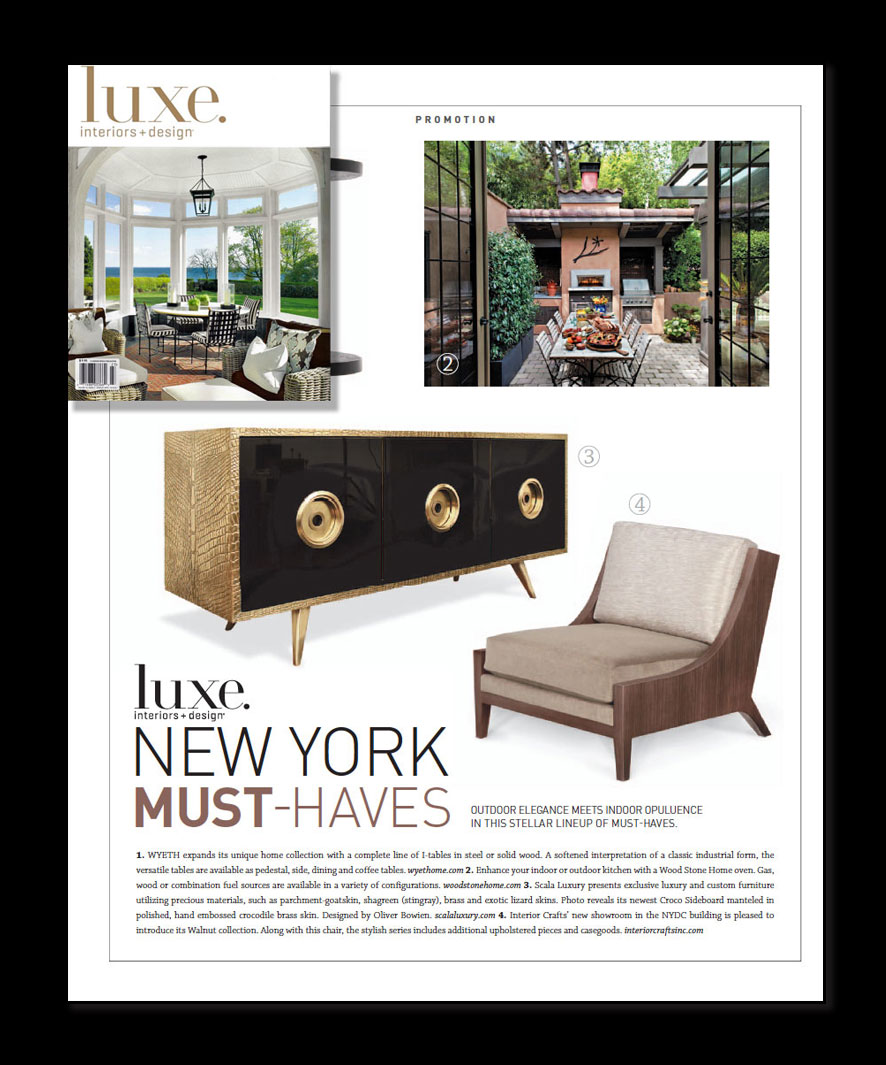 luxe.
interiors + design
PROMOTION
2
3
4
luxe.
interiors + design
NEW YORK
MUST-HAVES
OUTDOOR ELEGANCE MEETS INDOOR OPULUENCE
IN THIS STELLAR LINEUP OF MUST-HAVES.
1. WYETH expands its unique home collection with a complete line of I-tables in steel or solid wood. A softened interpretation of a classic industrial form, the
versatile tables are available as pedestal, side, dining and coffee tables. wyethome.com 2. Enhance your indoor or outdoor kitchen with a Wood Stone Home oven. Gas,
wood or combination fuel sources are available in a variety of configurations. woodstonehome.com 3. Scala Luxury presents exclusive luxury and custom furniture
utilizing precious materials, such as parchment-goatskin, shagreen (stingray), brass and exotic lizard skins. Photo reveals its newest Croco Sideboard manteled in
polished, hand embossed crocodile brass skin. Designed by Oliver Bowien. scalaluxury.com 4. Interior Crafts' new showroom in the NYDC building is pleased to
introduce its Walnut collection. Along with this chair, the stylish series includes additional upholstered pieces and casegoods. interiorcraftsinc.com